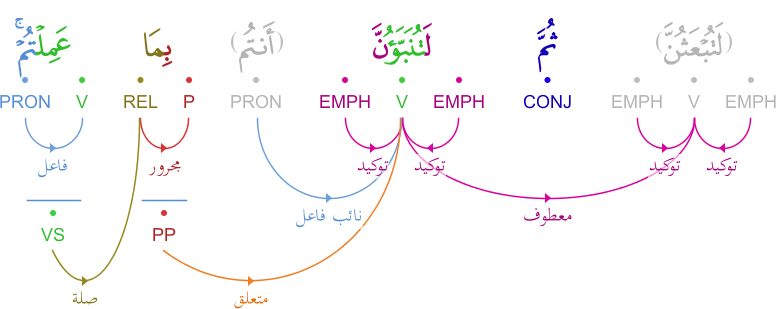 (لَتُبْعَثُنَّ) ثُمَّ لَتُنَبَّؤُنَّ (أَنتُم) بِمَا عَمِلْتُمْ ۚ
PRON V REL P PRON EMPH V EMPH CONJ EMPH V EMPH
توكيد توكيد توكيد توكيد مجرور فاعل
معطوف نائب فاعل
VS PP
متعلق صلة